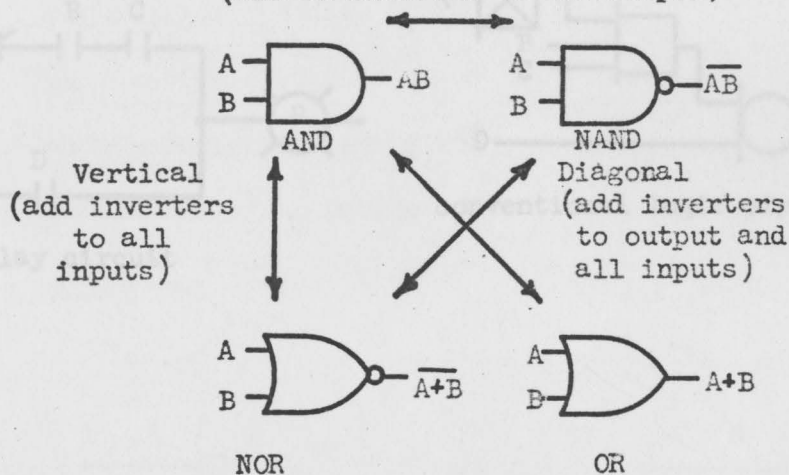 A
B
AB
AND
A
B
A̅B̅
NAND
Vertical
(add inverters
to all
inputs)
Diagonal
(add inverters
to output and
all inputs)
A
B
A̅+̅B̅
NOR
A
B
A+B
OR